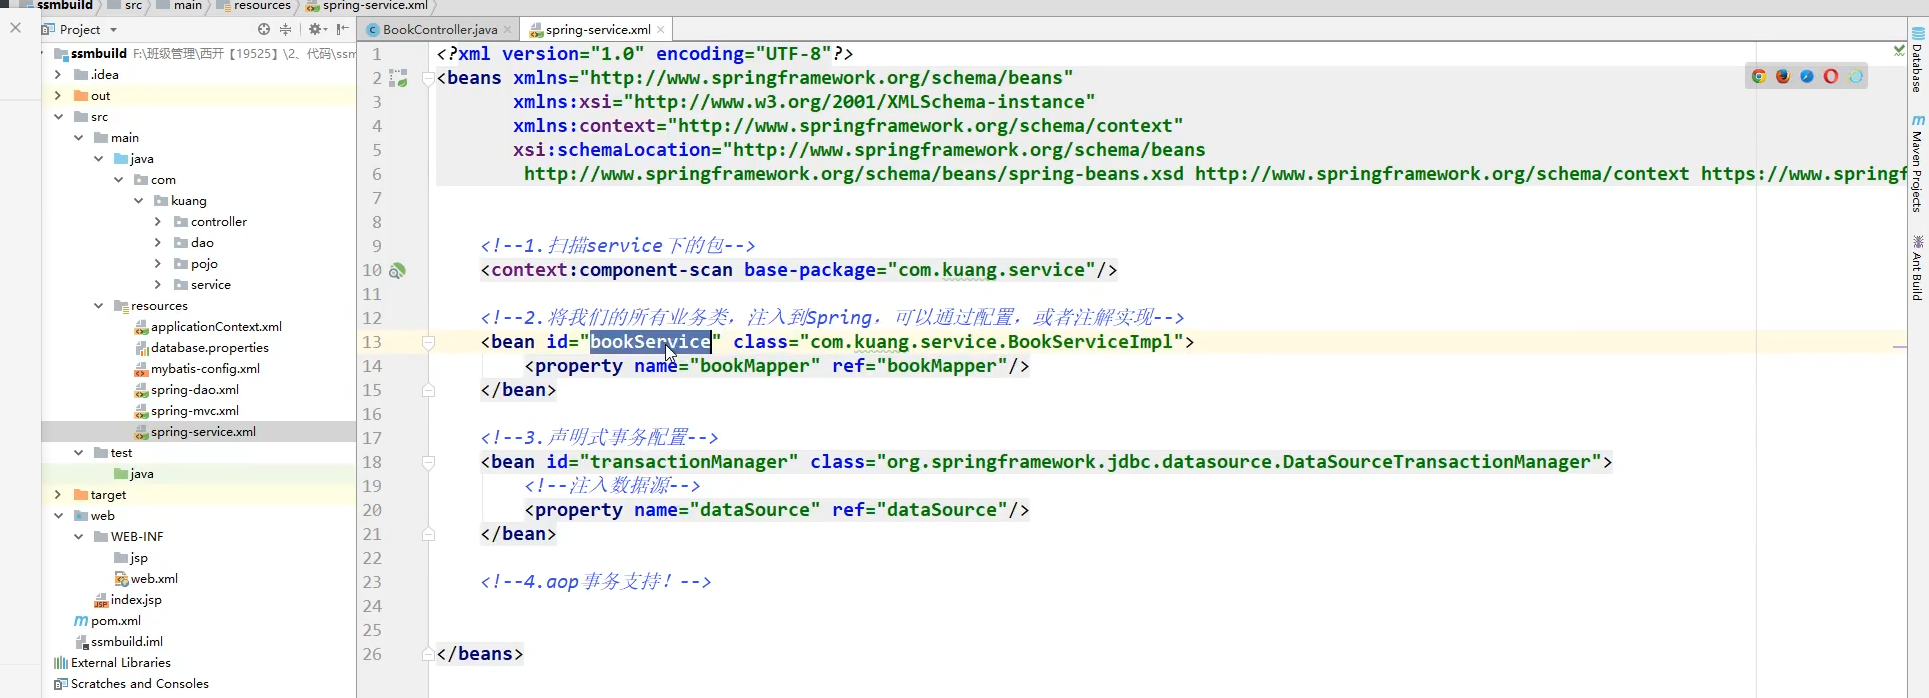 ssmbuild src main resources spring-service.xml
Project
BookController.java spring-service.xml
ssmbuild F:\班级管理\西开【19525】\2、代码\ssm
.idea
out
src
main
java
com
kuang
controller
dao
pojo
service
resources
applicationContext.xml
database.properties
mybatis-config.xml
spring-dao.xml
spring-mvc.xml
spring-service.xml
test
java
target
web
WEB-INF
jsp
web.xml
index.jsp
pom.xml
ssmbuild.iml
External Libraries
Scratches and Consoles
1 <?xml version="1.0" encoding="UTF-8"?>
2 <beans xmlns="http://www.springframework.org/schema/beans"
3 xmlns:xsi="http://www.w3.org/2001/XMLSchema-instance"
4 xmlns:context="http://www.springframework.org/schema/context"
5 xsi:schemaLocation="http://www.springframework.org/schema/beans
6 http://www.springframework.org/schema/beans/spring-beans.xsd http://www.springframework.org/schema/context https://www.springf
7
8
9 <!--1.扫描service下的包-->
10 <context:component-scan base-package="com.kuang.service"/>
11
12 <!--2.将我们的所有业务类，注入到Spring，可以通过配置，或者注解实现-->
13 <bean id="bookService" class="com.kuang.service.BookServiceImpl">
14 <property name="bookMapper" ref="bookMapper"/>
15 </bean>
16
17 <!--3.声明式事务配置-->
18 <bean id="transactionManager" class="org.springframework.jdbc.datasource.DataSourceTransactionManager">
19 <!--注入数据源-->
20 <property name="dataSource" ref="dataSource"/>
21 </bean>
22
23 <!--4.aop事务支持！-->
24
25
26 </beans>
Database
Maven Projects
Ant Build